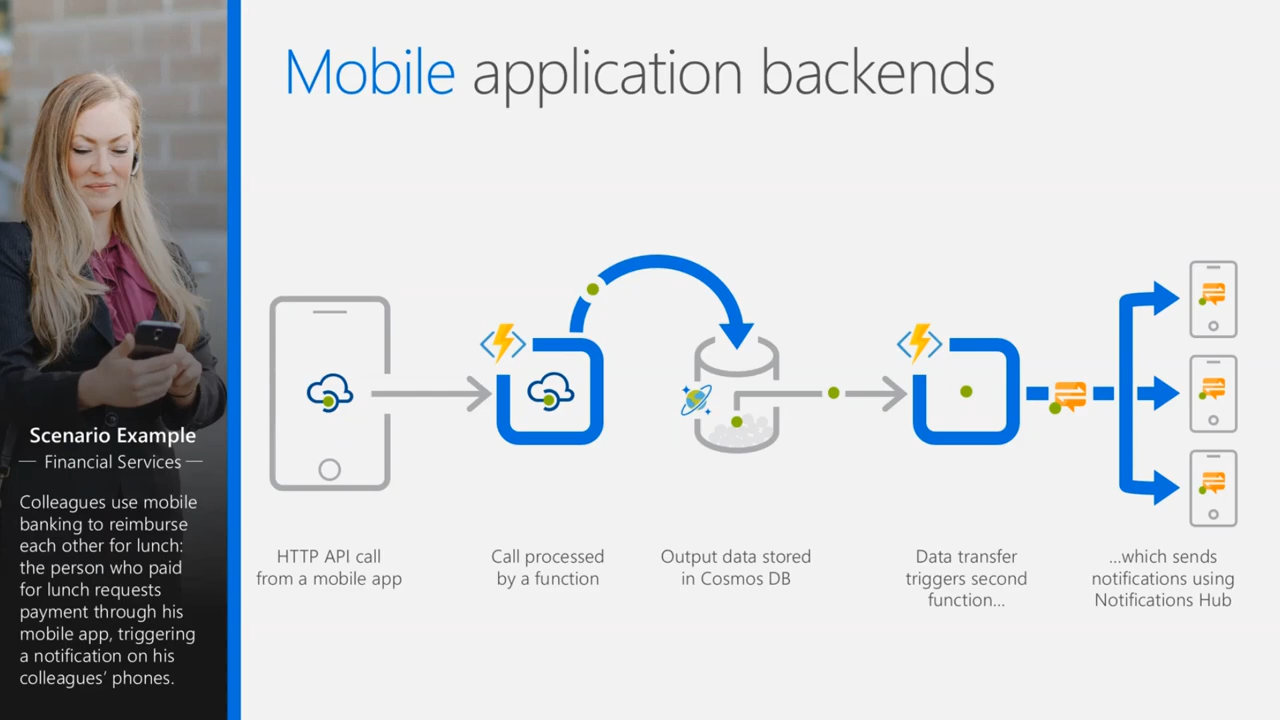 Mobile application backends
Scenario Example
Financial Services
Colleagues use mobile
banking to reimburse
each other for lunch:
the person who paid
for lunch requests
payment through his
mobile app, triggering
a notification on his
colleagues' phones.
HTTP API call
from a mobile app
Call processed
by a function
Output data stored
in Cosmos DB
Data transfer
triggers second
function...
...which sends
notifications using
Notifications Hub